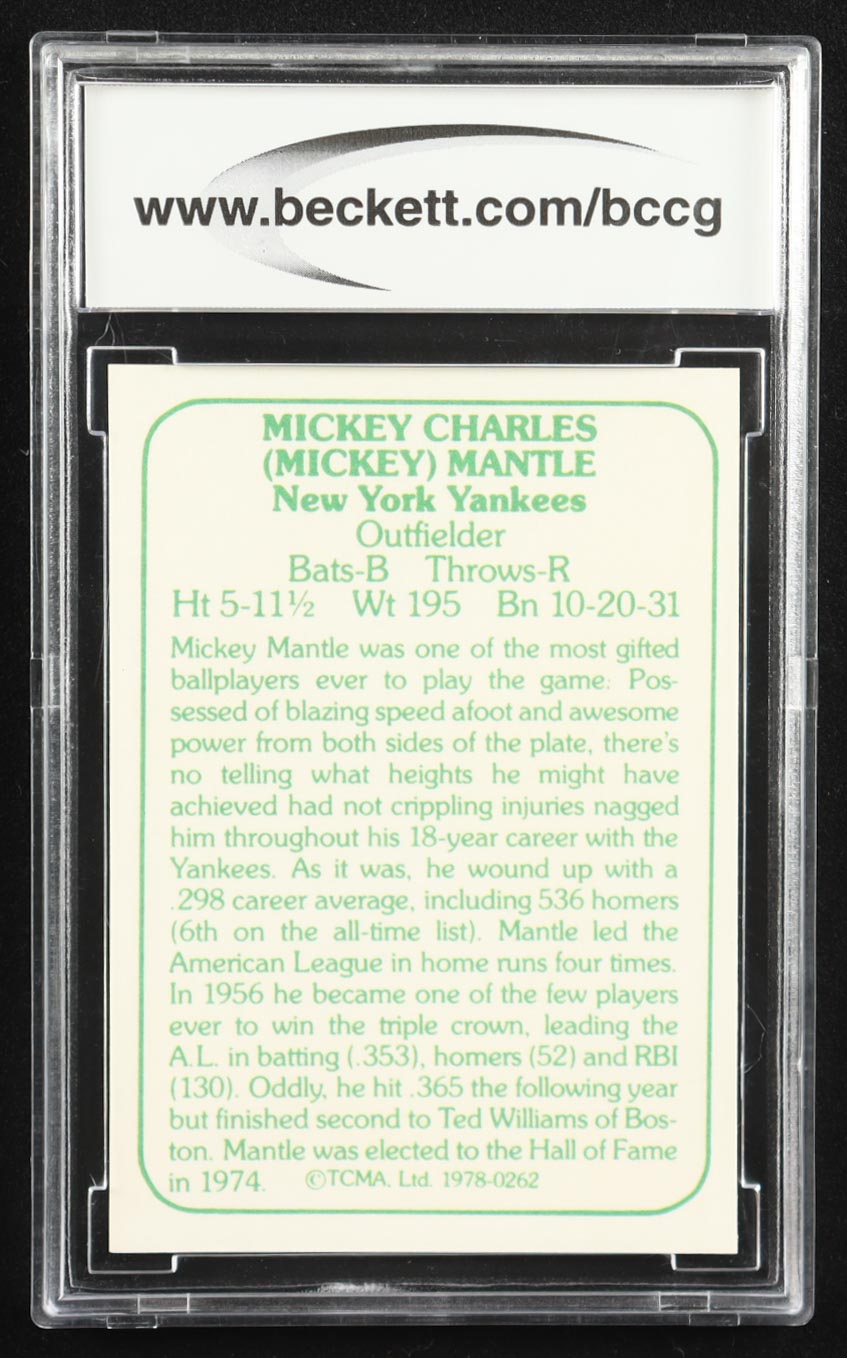 www.beckett.com/bccg
MICKEY CHARLES
(MICKEY) MANTLE
New York Yankees
Outfielder
Bats-B Throws-R
Ht 5-11½ Wt 195 Bn 10-20-31
Mickey Mantle was one of the most gifted
ballplayers ever to play the game: Pos-
sessed of blazing speed afoot and awesome
power from both sides of the plate, there's
no telling what heights he might have
achieved had not crippling injuries nagged
him throughout his 18-year career with the
Yankees. As it was, he wound up with a
.298 career average, including 536 homers
(6th on the all-time list). Mantle led the
American League in home runs four times.
In 1956 he became one of the few players
ever to win the triple crown, leading the
A.L. in batting (.353), homers (52) and RBI
(130). Oddly, he hit .365 the following year
but finished second to Ted Williams of Bos-
ton. Mantle was elected to the Hall of Fame
in 1974. ©TCMA, Ltd. 1978-0262